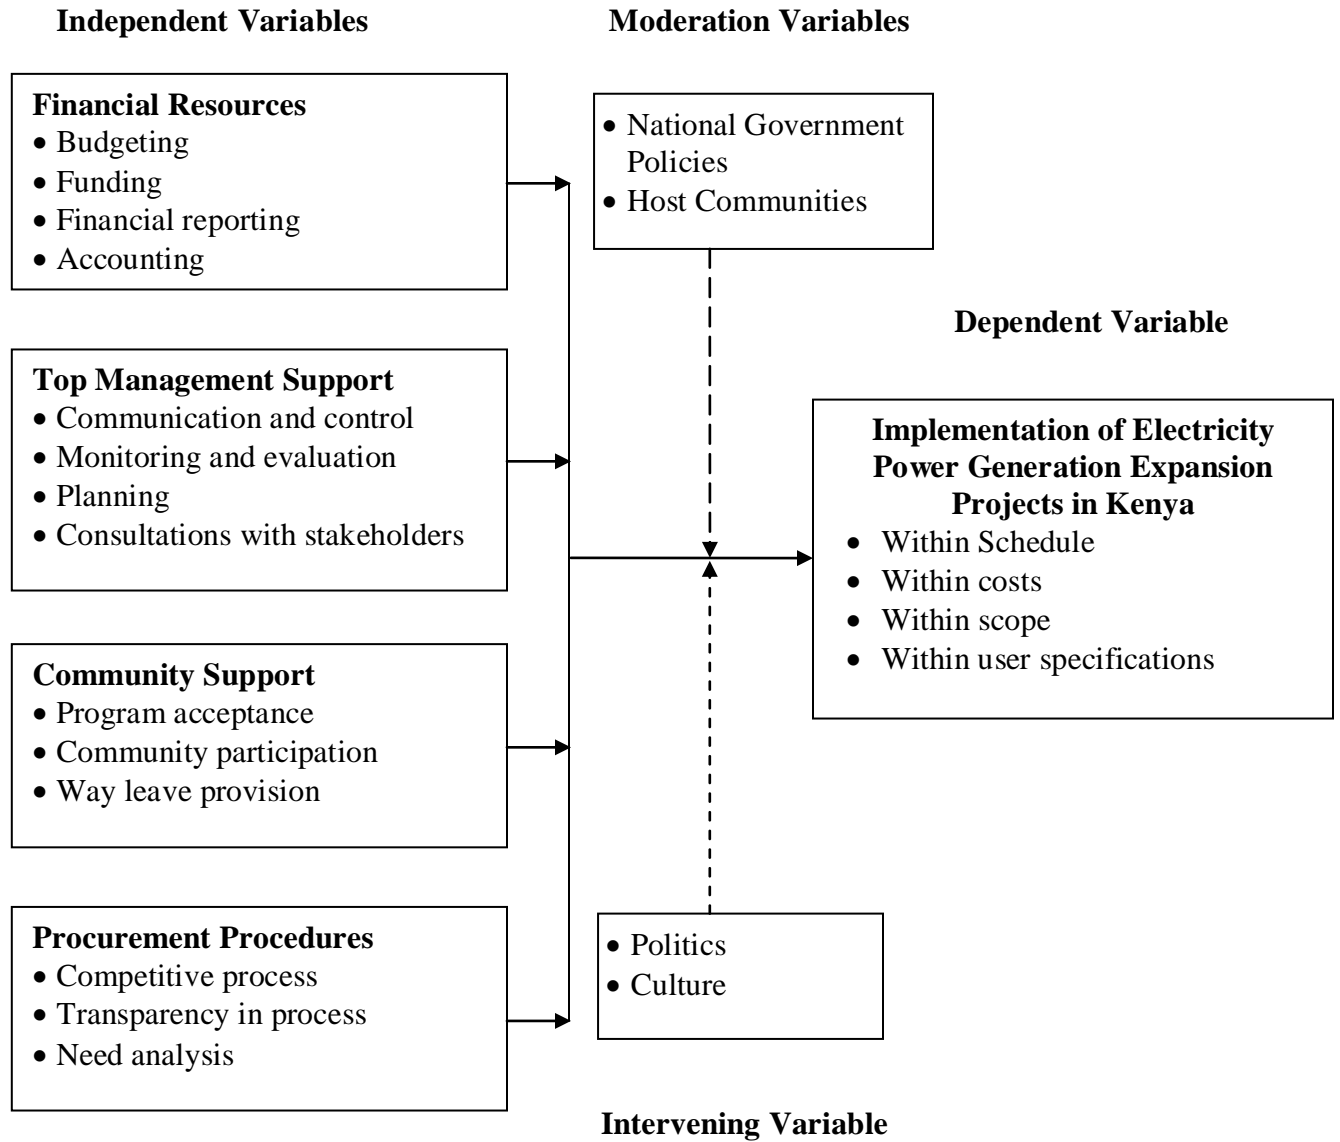 Independent Variables
Financial Resources
• Budgeting
• Funding
• Financial reporting
• Accounting
Top Management Support
• Communication and control
• Monitoring and evaluation
• Planning
• Consultations with stakeholders
Community Support
• Program acceptance
• Community participation
• Way leave provision
Procurement Procedures
• Competitive process
• Transparency in process
• Need analysis
Moderation Variables
• National Government
Policies
• Host Communities
Dependent Variable
Implementation of Electricity
Power Generation Expansion
Projects in Kenya
• Within Schedule
• Within costs
• Within scope
• Within user specifications
• Politics
• Culture
Intervening Variable